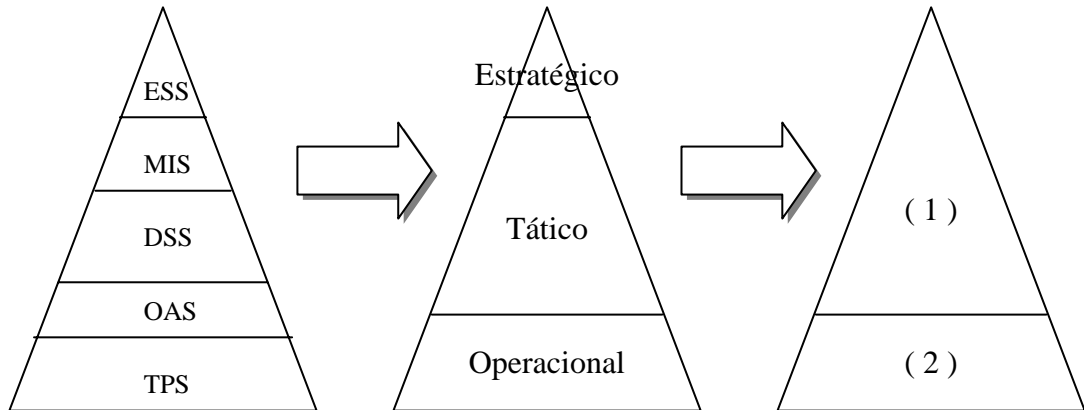 ESS
MIS
DSS
OAS
TPS
Estratégico
Tático
Operacional
( 1 )
( 2 )